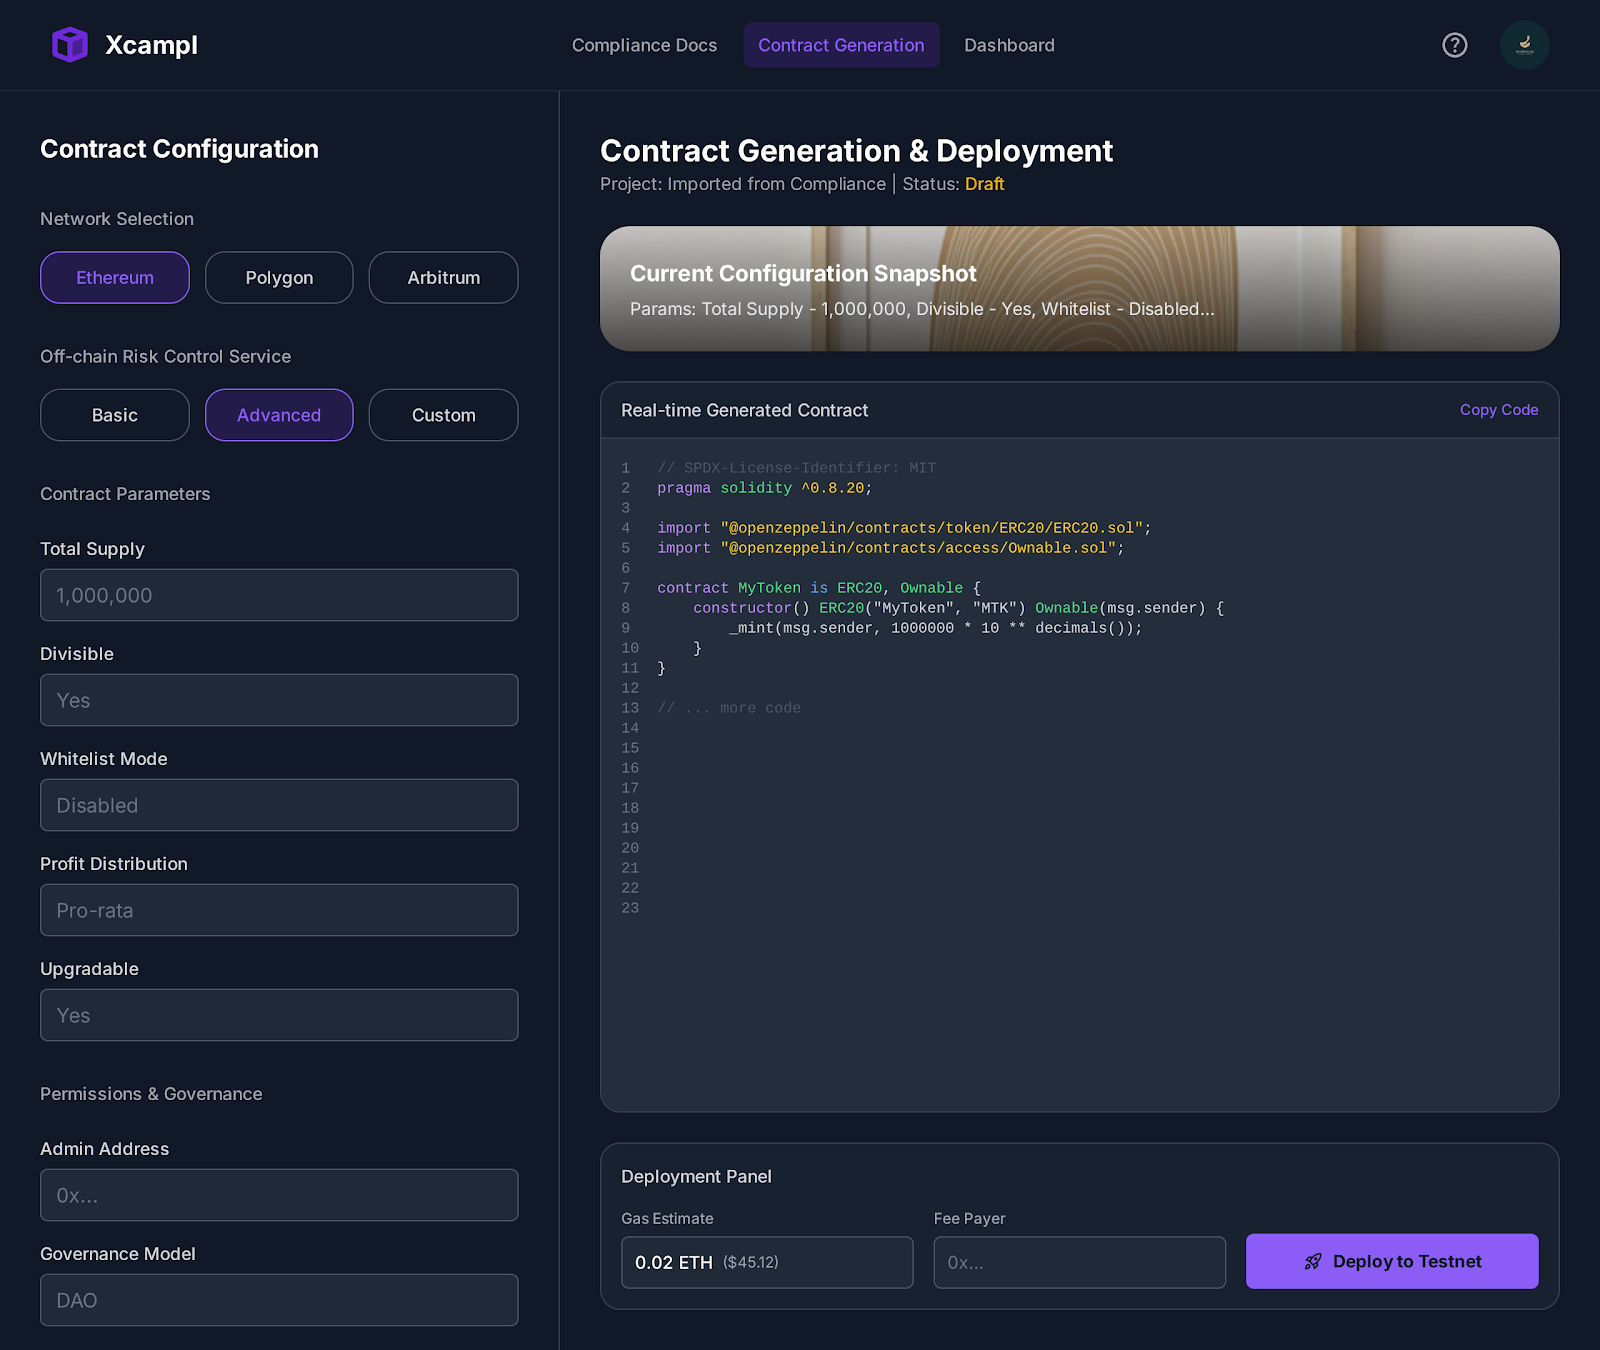 Xcampl
Compliance Docs
Contract Generation
Dashboard
Contract Configuration
Network Selection
Ethereum
Polygon
Arbitrum
Off-chain Risk Control Service
Basic
Advanced
Custom
Contract Parameters
Total Supply
1,000,000
Divisible
Yes
Whitelist Mode
Disabled
Profit Distribution
Pro-rata
Upgradable
Yes
Permissions & Governance
Admin Address
0x...
Governance Model
DAO
Contract Generation & Deployment
Project: Imported from Compliance | Status: Draft
Current Configuration Snapshot
Params: Total Supply - 1,000,000, Divisible - Yes, Whitelist - Disabled...
Real-time Generated Contract
Copy Code
1 // SPDX-License-Identifier: MIT
2 pragma solidity ^0.8.20;
3
4 import "@openzeppelin/contracts/token/ERC20/ERC20.sol";
5 import "@openzeppelin/contracts/access/Ownable.sol";
6
7 contract MyToken is ERC20, Ownable {
8 constructor() ERC20("MyToken", "MTK") Ownable(msg.sender) {
9 _mint(msg.sender, 1000000 * 10 ** decimals());
10 }
11 }
12
13 // ... more code
14
15
16
17
18
19
20
21
22
23
Deployment Panel
Gas Estimate
0.02 ETH ($45.12)
Fee Payer
0x...
Deploy to Testnet